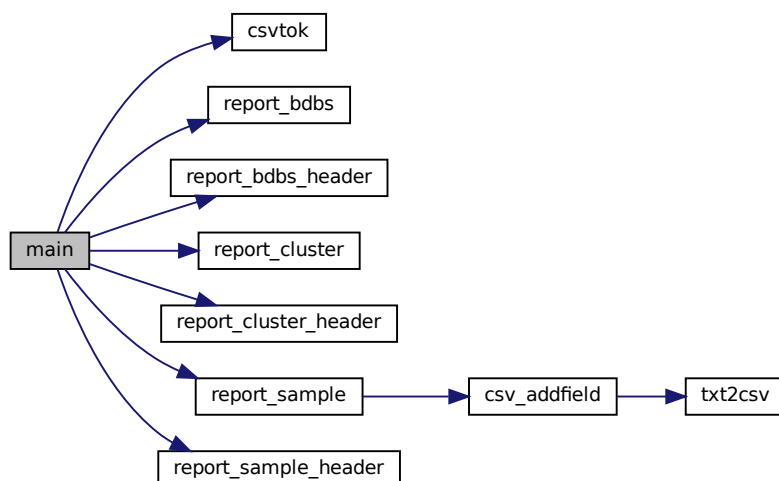 csvtok
report_bdbs
report_bdbs_header
main
report_cluster
report_cluster_header
report_sample
csv_addfield
txt2csv
report_sample_header